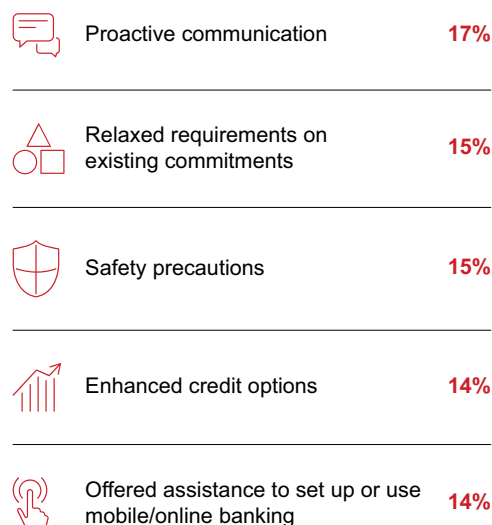 Proactive communication 17%
Relaxed requirements on
existing commitments 15%
Safety precautions 15%
Enhanced credit options 14%
Offered assistance to set up or use
mobile/online banking 14%